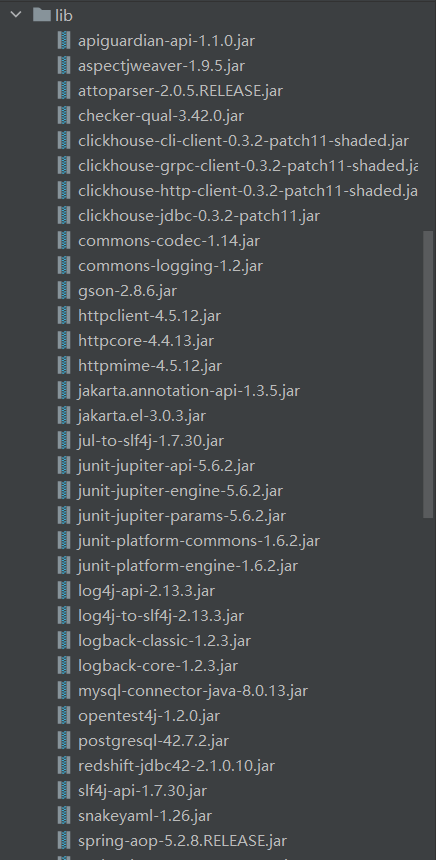 lib
apiguardian-api-1.1.0.jar
aspectjweaver-1.9.5.jar
attoparser-2.0.5.RELEASE.jar
checker-qual-3.42.0.jar
clickhouse-cli-client-0.3.2-patch11-shaded.jar
clickhouse-grpc-client-0.3.2-patch11-shaded.ja
clickhouse-http-client-0.3.2-patch11-shaded.ja
clickhouse-jdbc-0.3.2-patch11.jar
commons-codec-1.14.jar
commons-logging-1.2.jar
gson-2.8.6.jar
httpclient-4.5.12.jar
httpcore-4.4.13.jar
httpmime-4.5.12.jar
jakarta.annotation-api-1.3.5.jar
jakarta.el-3.0.3.jar
jul-to-slf4j-1.7.30.jar
junit-jupiter-api-5.6.2.jar
junit-jupiter-engine-5.6.2.jar
junit-jupiter-params-5.6.2.jar
junit-platform-commons-1.6.2.jar
junit-platform-engine-1.6.2.jar
log4j-api-2.13.3.jar
log4j-to-slf4j-2.13.3.jar
logback-classic-1.2.3.jar
logback-core-1.2.3.jar
mysql-connector-java-8.0.13.jar
opentest4j-1.2.0.jar
postgresql-42.7.2.jar
redshift-jdbc42-2.1.0.10.jar
slf4j-api-1.7.30.jar
snakeyaml-1.26.jar
spring-aop-5.2.8.RELEASE.jar